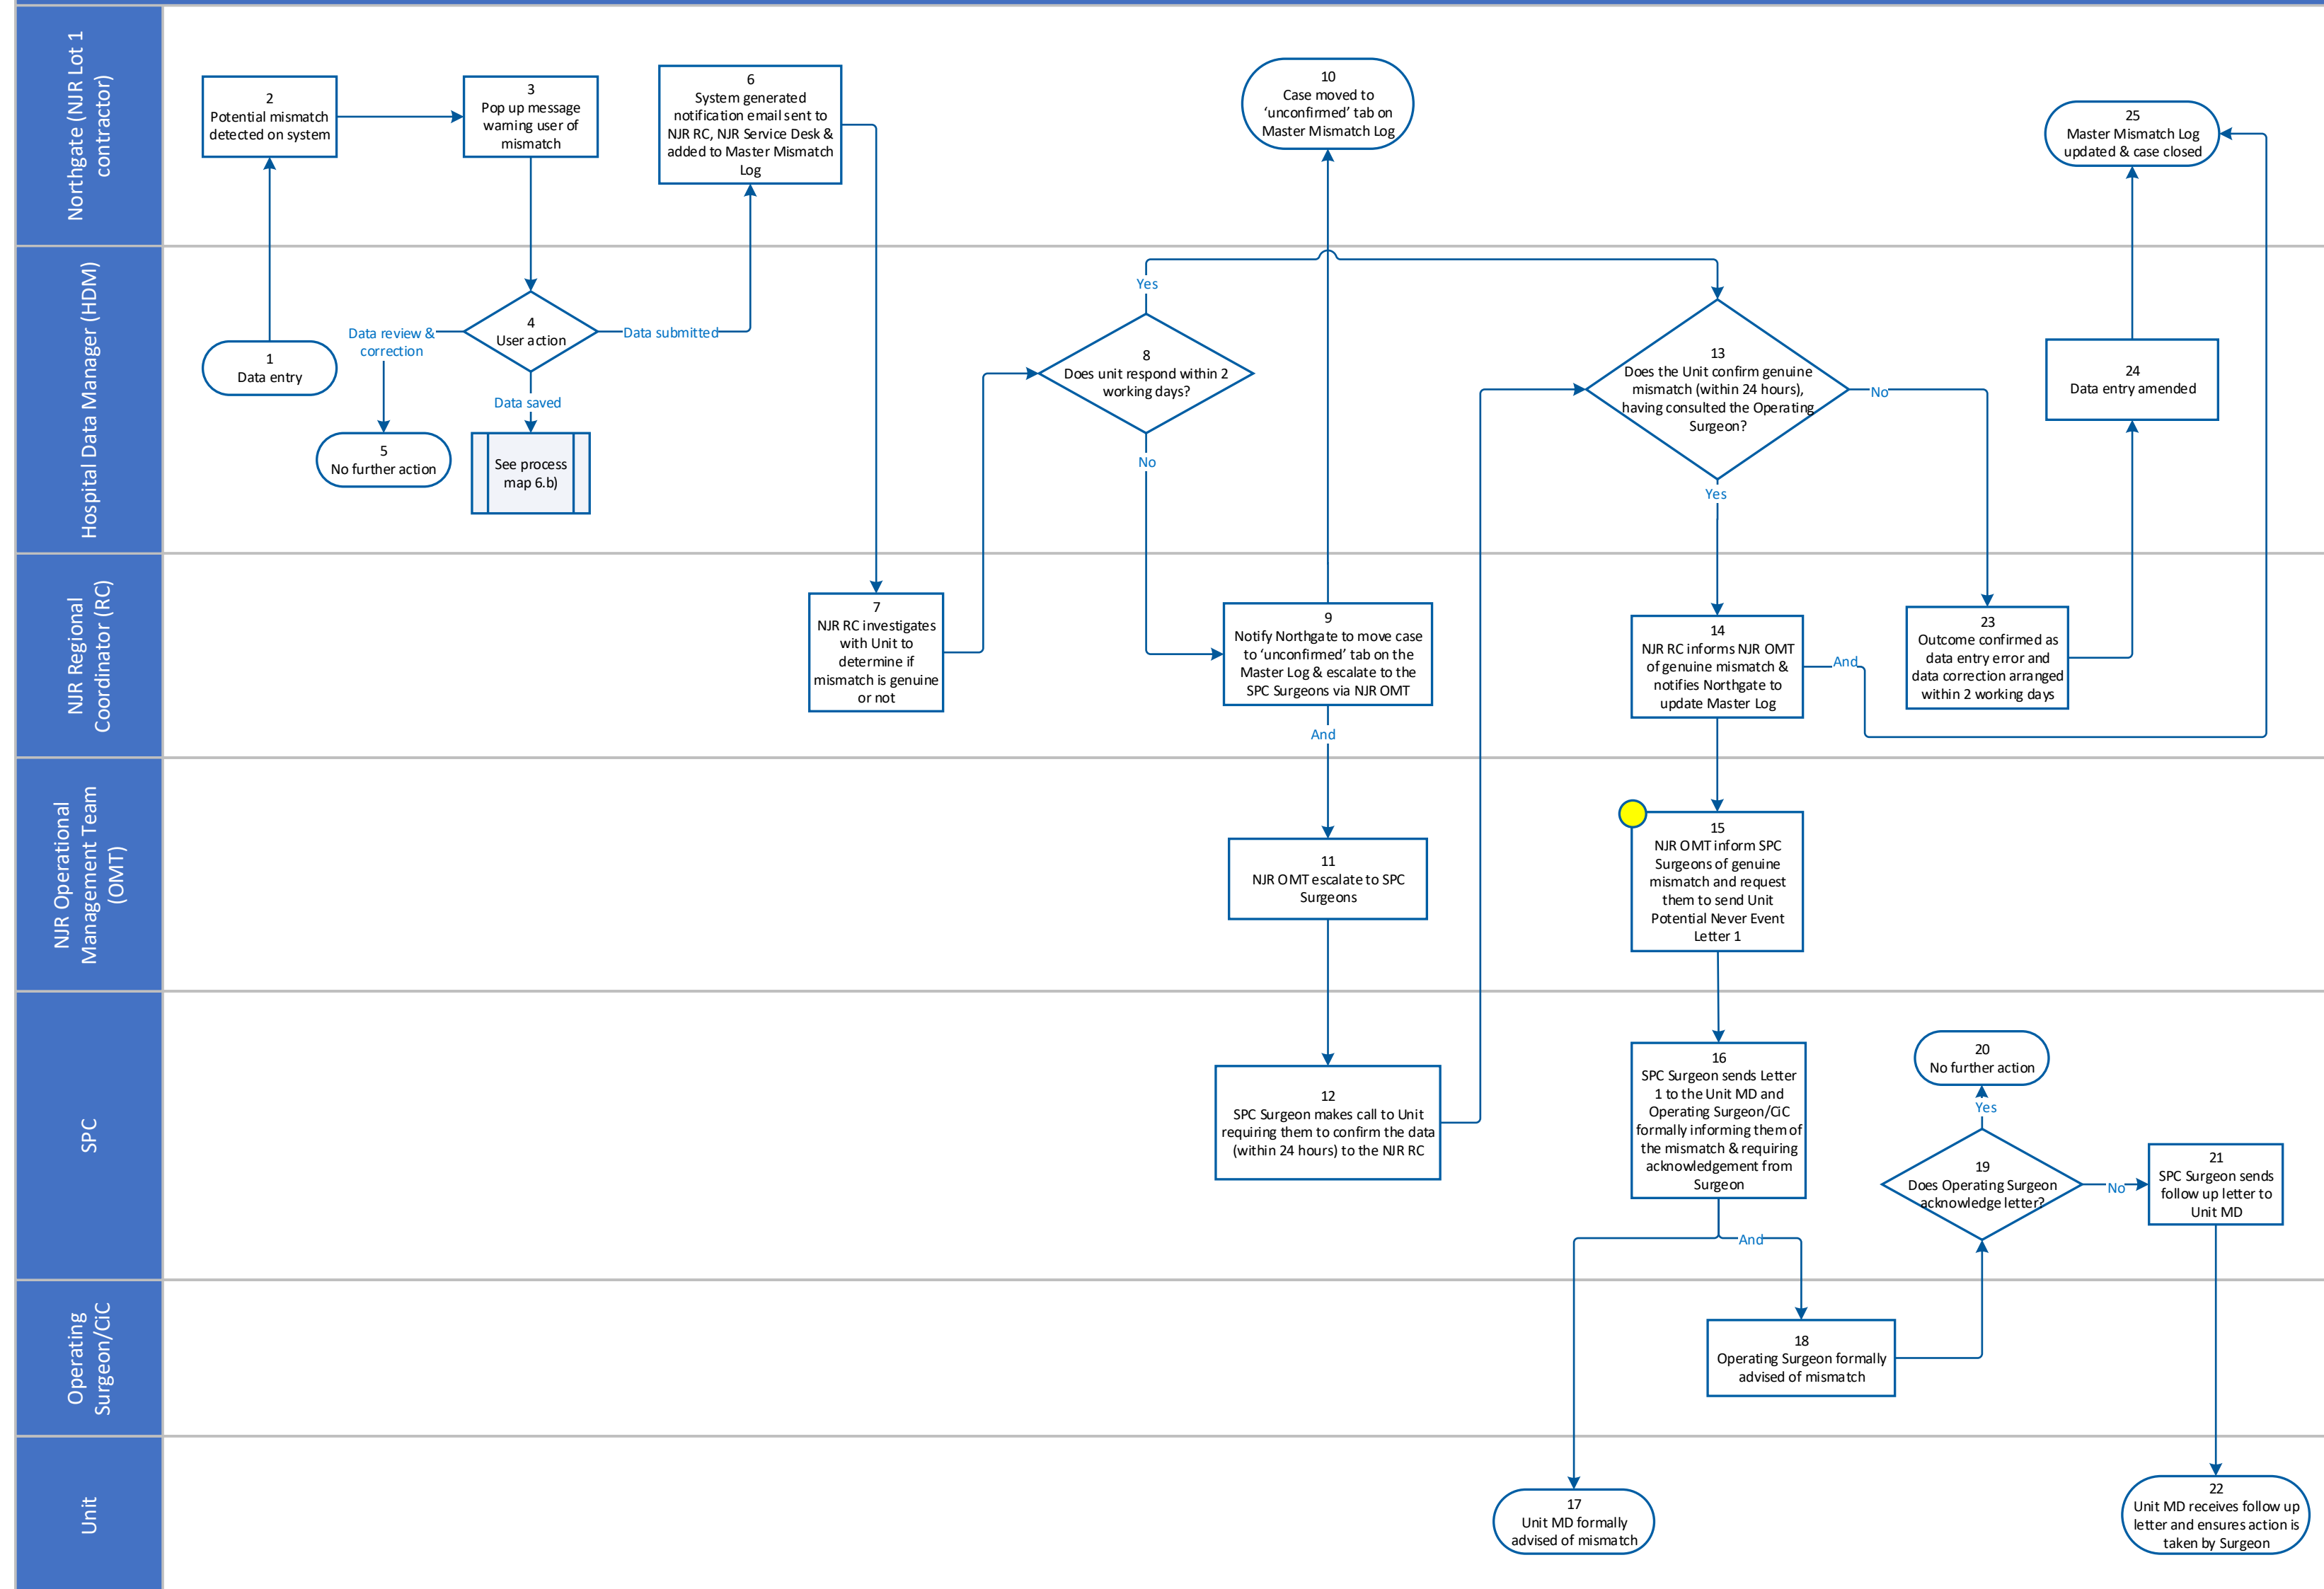 Northgate (NJR Lot 1
contractor)
2
Potential mismatch
detected on system
3
Pop up message
warning user of
mismatch
6
System generated
notification email sent to
NJR RC, NJR Service Desk &
added to Master Mismatch
Log
10
Case moved to
‘unconfirmed’ tab on
Master Mismatch Log
25
Master Mismatch Log
updated & case closed
Hospital Data Manager (HDM)
1
Data entry
4
User action
Data review &
correction
Data submitted
Data saved
5
No further action
See process
map 6.b)
8
Does unit respond within 2
working days?
Yes
No
13
Does the Unit confirm genuine
mismatch (within 24 hours),
having consulted the Operating
Surgeon?
No
Yes
24
Data entry amended
NJR Regional
Coordinator (RC)
7
NJR RC investigates
with Unit to
determine if
mismatch is genuine
or not
9
Notify Northgate to move case
to ‘unconfirmed’ tab on the
Master Log & escalate to the
SPC Surgeons via NJR OMT
And
14
NJR RC informs NJR OMT
of genuine mismatch &
notifies Northgate to
update Master Log
And
23
Outcome confirmed as
data entry error and
data correction arranged
within 2 working days
NJR Operational
Management Team
(OMT)
11
NJR OMT escalate to SPC
Surgeons
15
NJR OMT inform SPC
Surgeons of genuine
mismatch and request
them to send Unit
Potential Never Event
Letter 1
SPC
12
SPC Surgeon makes call to Unit
requiring them to confirm the data
(within 24 hours) to the NJR RC
16
SPC Surgeon sends Letter
1 to the Unit MD and
Operating Surgeon/CiC
formally informing them of
the mismatch & requiring
acknowledgement from
Surgeon
And
20
No further action
Yes
19
Does Operating Surgeon
acknowledge letter?
No
21
SPC Surgeon sends
follow up letter to
Unit MD
Operating
Surgeon/CiC
18
Operating Surgeon formally
advised of mismatch
Unit
17
Unit MD formally
advised of mismatch
22
Unit MD receives follow up
letter and ensures action is
taken by Surgeon